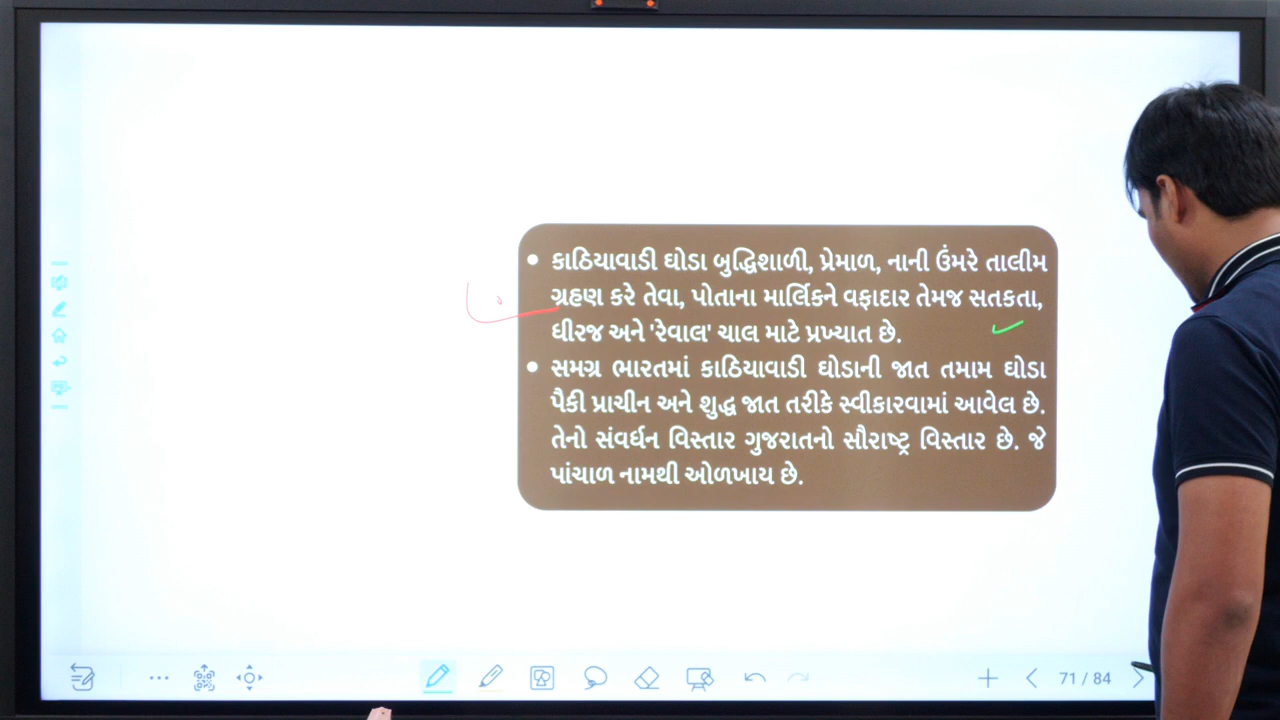 • કાઠિયાવાડી ઘોડા બુદ્ધિશાળી, પ્રેમાળ, નાની ઉંમરે તાલીમ
ગ્રહણ કરે તેવા, પોતાના માર્લિકને વફાદાર તેમજ સતકતા,
ધીરજ અને 'રેવાલ' ચાલ માટે પ્રખ્યાત છે.
• સમગ્ર ભારતમાં કાઠિયાવાડી ઘોડાની જાત તમામ ઘોડા
પૈકી પ્રાચીન અને શુદ્ધ જાત તરીકે સ્વીકારવામાં આવેલ છે.
તેનો સંવર્ધન વિસ્તાર ગુજરાતનો સૌરાષ્ટ્ર વિસ્તાર છે. જે
પાંચાળ નામથી ઓળખાય છે.
71 / 84